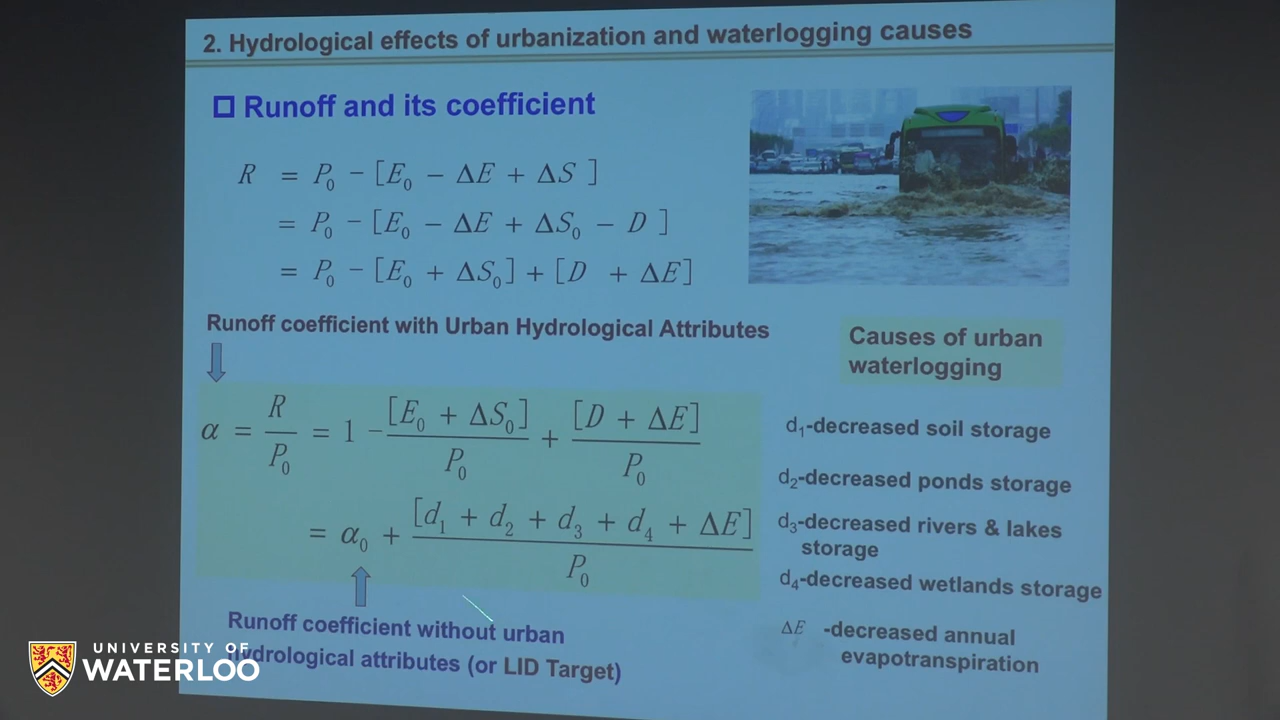 2. Hydrological effects of urbanization and waterlogging causes
Runoff and its coefficient
R = P₀ − [E₀ − ΔE + ΔS ]
= P₀ − [E₀ − ΔE + ΔS₀ − D ]
= P₀ − [E₀ + ΔS₀] + [D + ΔE]
Runoff coefficient with Urban Hydrological Attributes
α = R/P₀ = 1 − [E₀ + ΔS₀]/P₀ + [D + ΔE]/P₀
= α₀ + [d₁ + d₂ + d₃ + d₄ + ΔE]/P₀
Runoff coefficient without urban
hydrological attributes (or LID Target)
Causes of urban
waterlogging
d₁-decreased soil storage
d₂-decreased ponds storage
d₃-decreased rivers & lakes
storage
d₄-decreased wetlands storage
ΔE -decreased annual
evapotranspiration
UNIVERSITY OF
WATERLOO